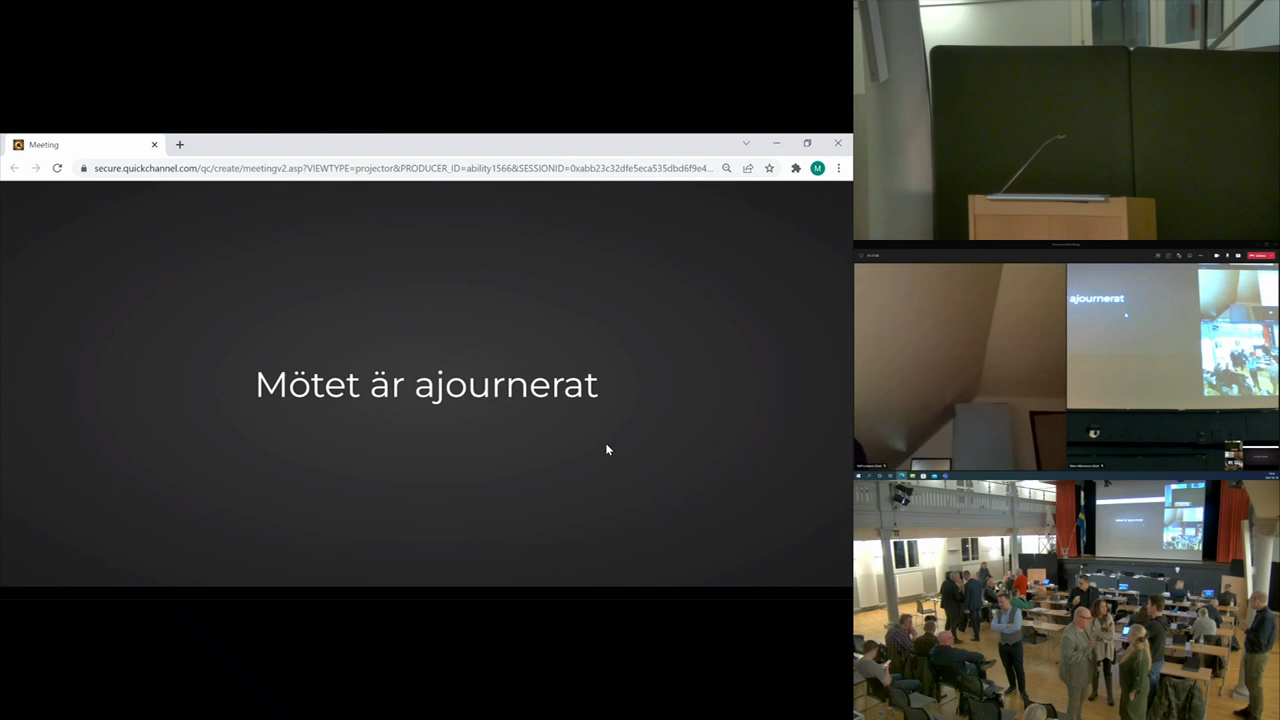 Meeting
secure.quickchannel.com/qc/create/meetingv2.asp?VIEWTYPE=projector&PRODUCER_ID=ability1566&SESSIONID=0xabb23c32dfe5eca535dbd6f9e4...
M
Mötet är ajournerat
ajournerat